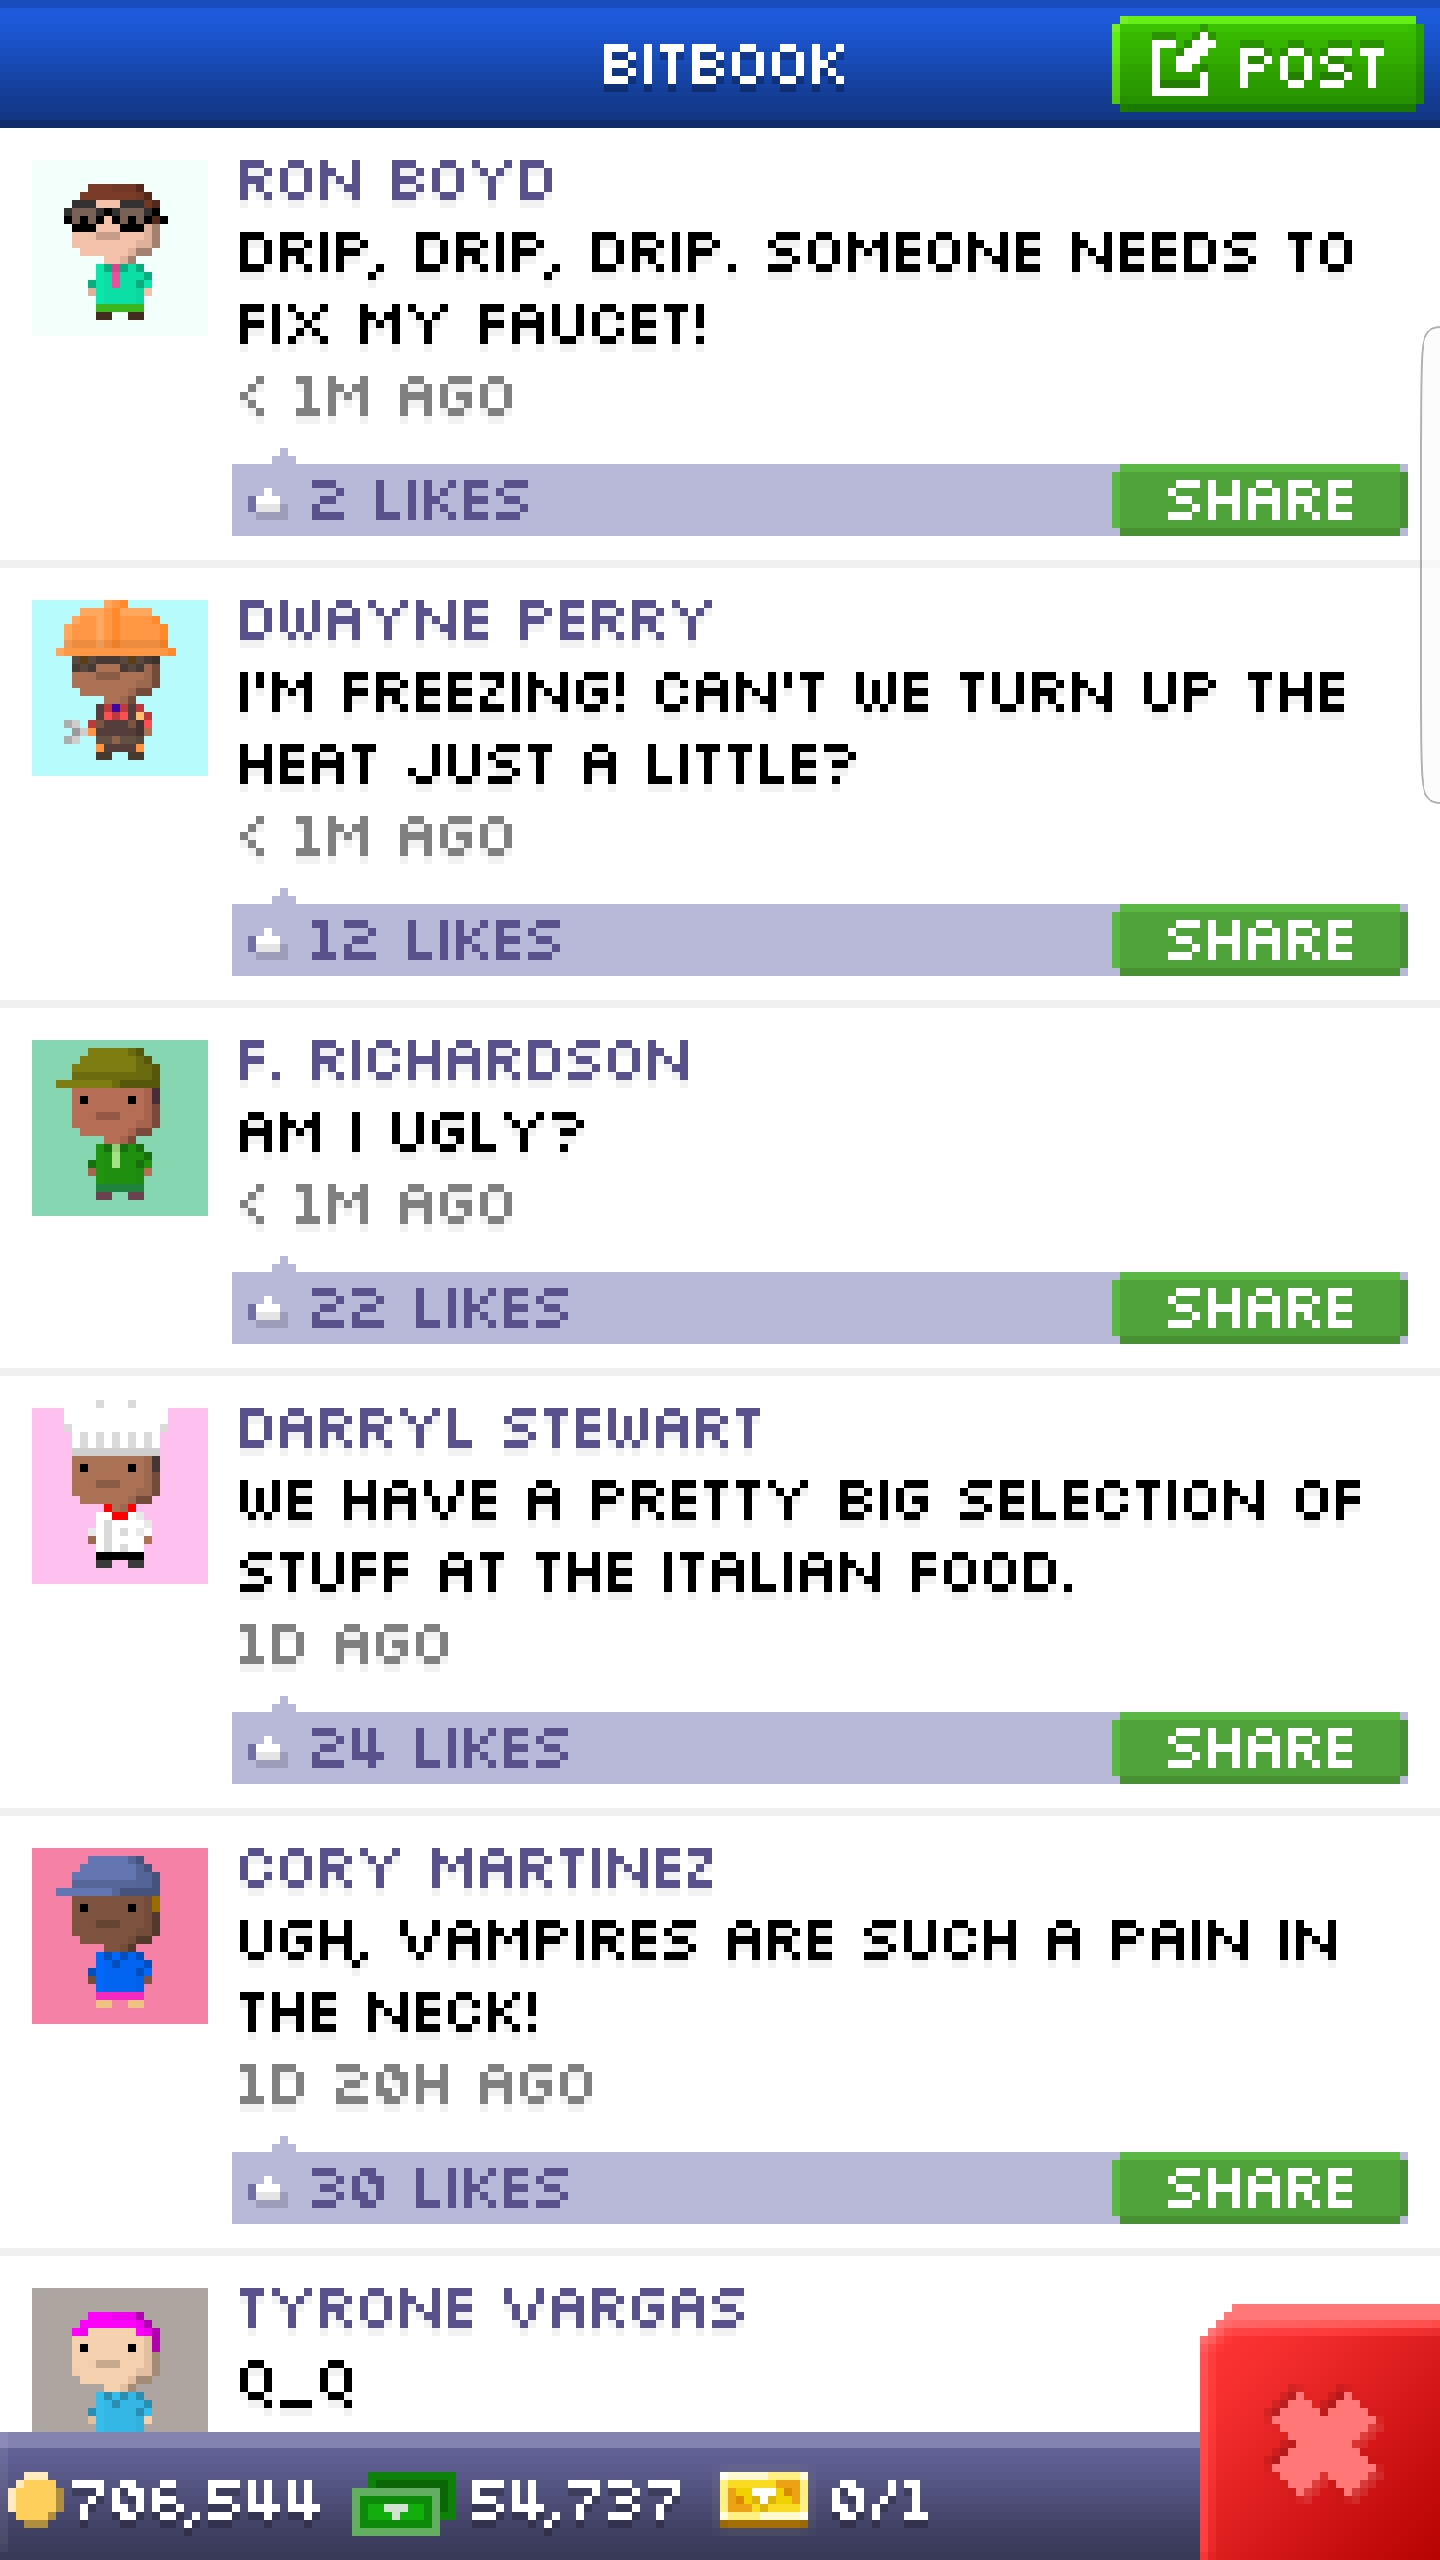 BITBOOK
POST
RON BOYD
DRIP, DRIP, DRIP. SOMEONE NEEDS TO
FIX MY FAUCET!
< 1M AGO
2 LIKES
SHARE
DWAYNE PERRY
I'M FREEZING! CAN'T WE TURN UP THE
HEAT JUST A LITTLE?
< 1M AGO
12 LIKES
SHARE
F. RICHARDSON
AM I UGLY?
< 1M AGO
22 LIKES
SHARE
DARRYL STEWART
WE HAVE A PRETTY BIG SELECTION OF
STUFF AT THE ITALIAN FOOD.
1D AGO
24 LIKES
SHARE
CORY MARTINEZ
UGH, VAMPIRES ARE SUCH A PAIN IN
THE NECK!
1D 20H AGO
30 LIKES
SHARE
TYRONE VARGAS
Q_Q
706,544 54,737 0/1